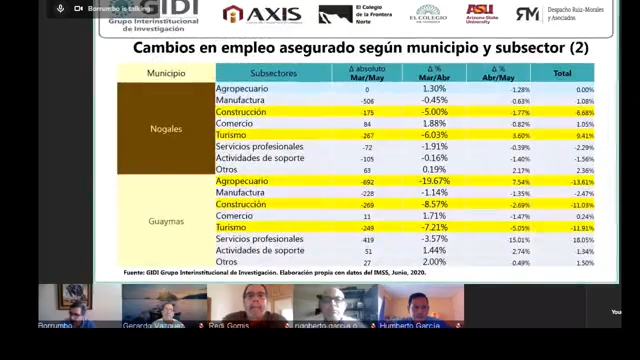 Borrumbo is talking
GIDI
Grupo Interinstitucional
de Investigación
AXIS
El Colegio
de la Frontera
Norte
EL COLEGIO
DE SONORA
ASU
Arizona State
University
RM
Despacho Ruiz-Morales
y Asociados
Cambios en empleo asegurado según municipio y subsector (2)
Municipio Subsectores Δ absoluto Mar/May Δ % Mar/Abr Δ % Abr/May Total
Nogales
Agropecuario 0 1.30% -1.28% 0.00%
Manufactura -506 -0.45% -0.63% 1.08%
Construcción -175 -5.00% -1.77% -6.68%
Comercio 84 1.88% -0.82% 1.05%
Turismo -267 -6.03% 3.60% 9.41%
Servicios profesionales -72 -1.91% -0.39% -2.29%
Actividades de soporte -105 -0.16% -1.40% -1.56%
Otros 63 0.19% 2.17% 2.36%
Guaymas
Agropecuario -692 -19.67% 7.54% -13.61%
Manufactura -228 -1.14% -1.35% -2.47%
Construcción -269 -8.57% -2.69% -11.03%
Comercio 11 1.71% -1.47% 0.24%
Turismo -249 -7.21% -5.05% -11.91%
Servicios profesionales -419 -3.57% -15.01% 18.05%
Actividades de soporte 51 1.44% 2.74% 1.34%
Otros 27 2.00% 0.49% 1.50%
Fuente: GIDI Grupo Interinstitucional de Investigación. Elaboración propia con datos del IMSS, Junio, 2020.
Borrumbo
Gerardo Vazquez
Redi Gomis
rigoberto garcia o
Humberto García
You